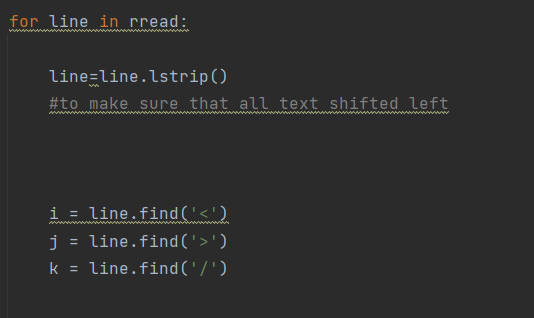 for line in rread:
line=line.lstrip()
#to make sure that all text shifted left
i = line.find('<')
j = line.find('>')
k = line.find('/')